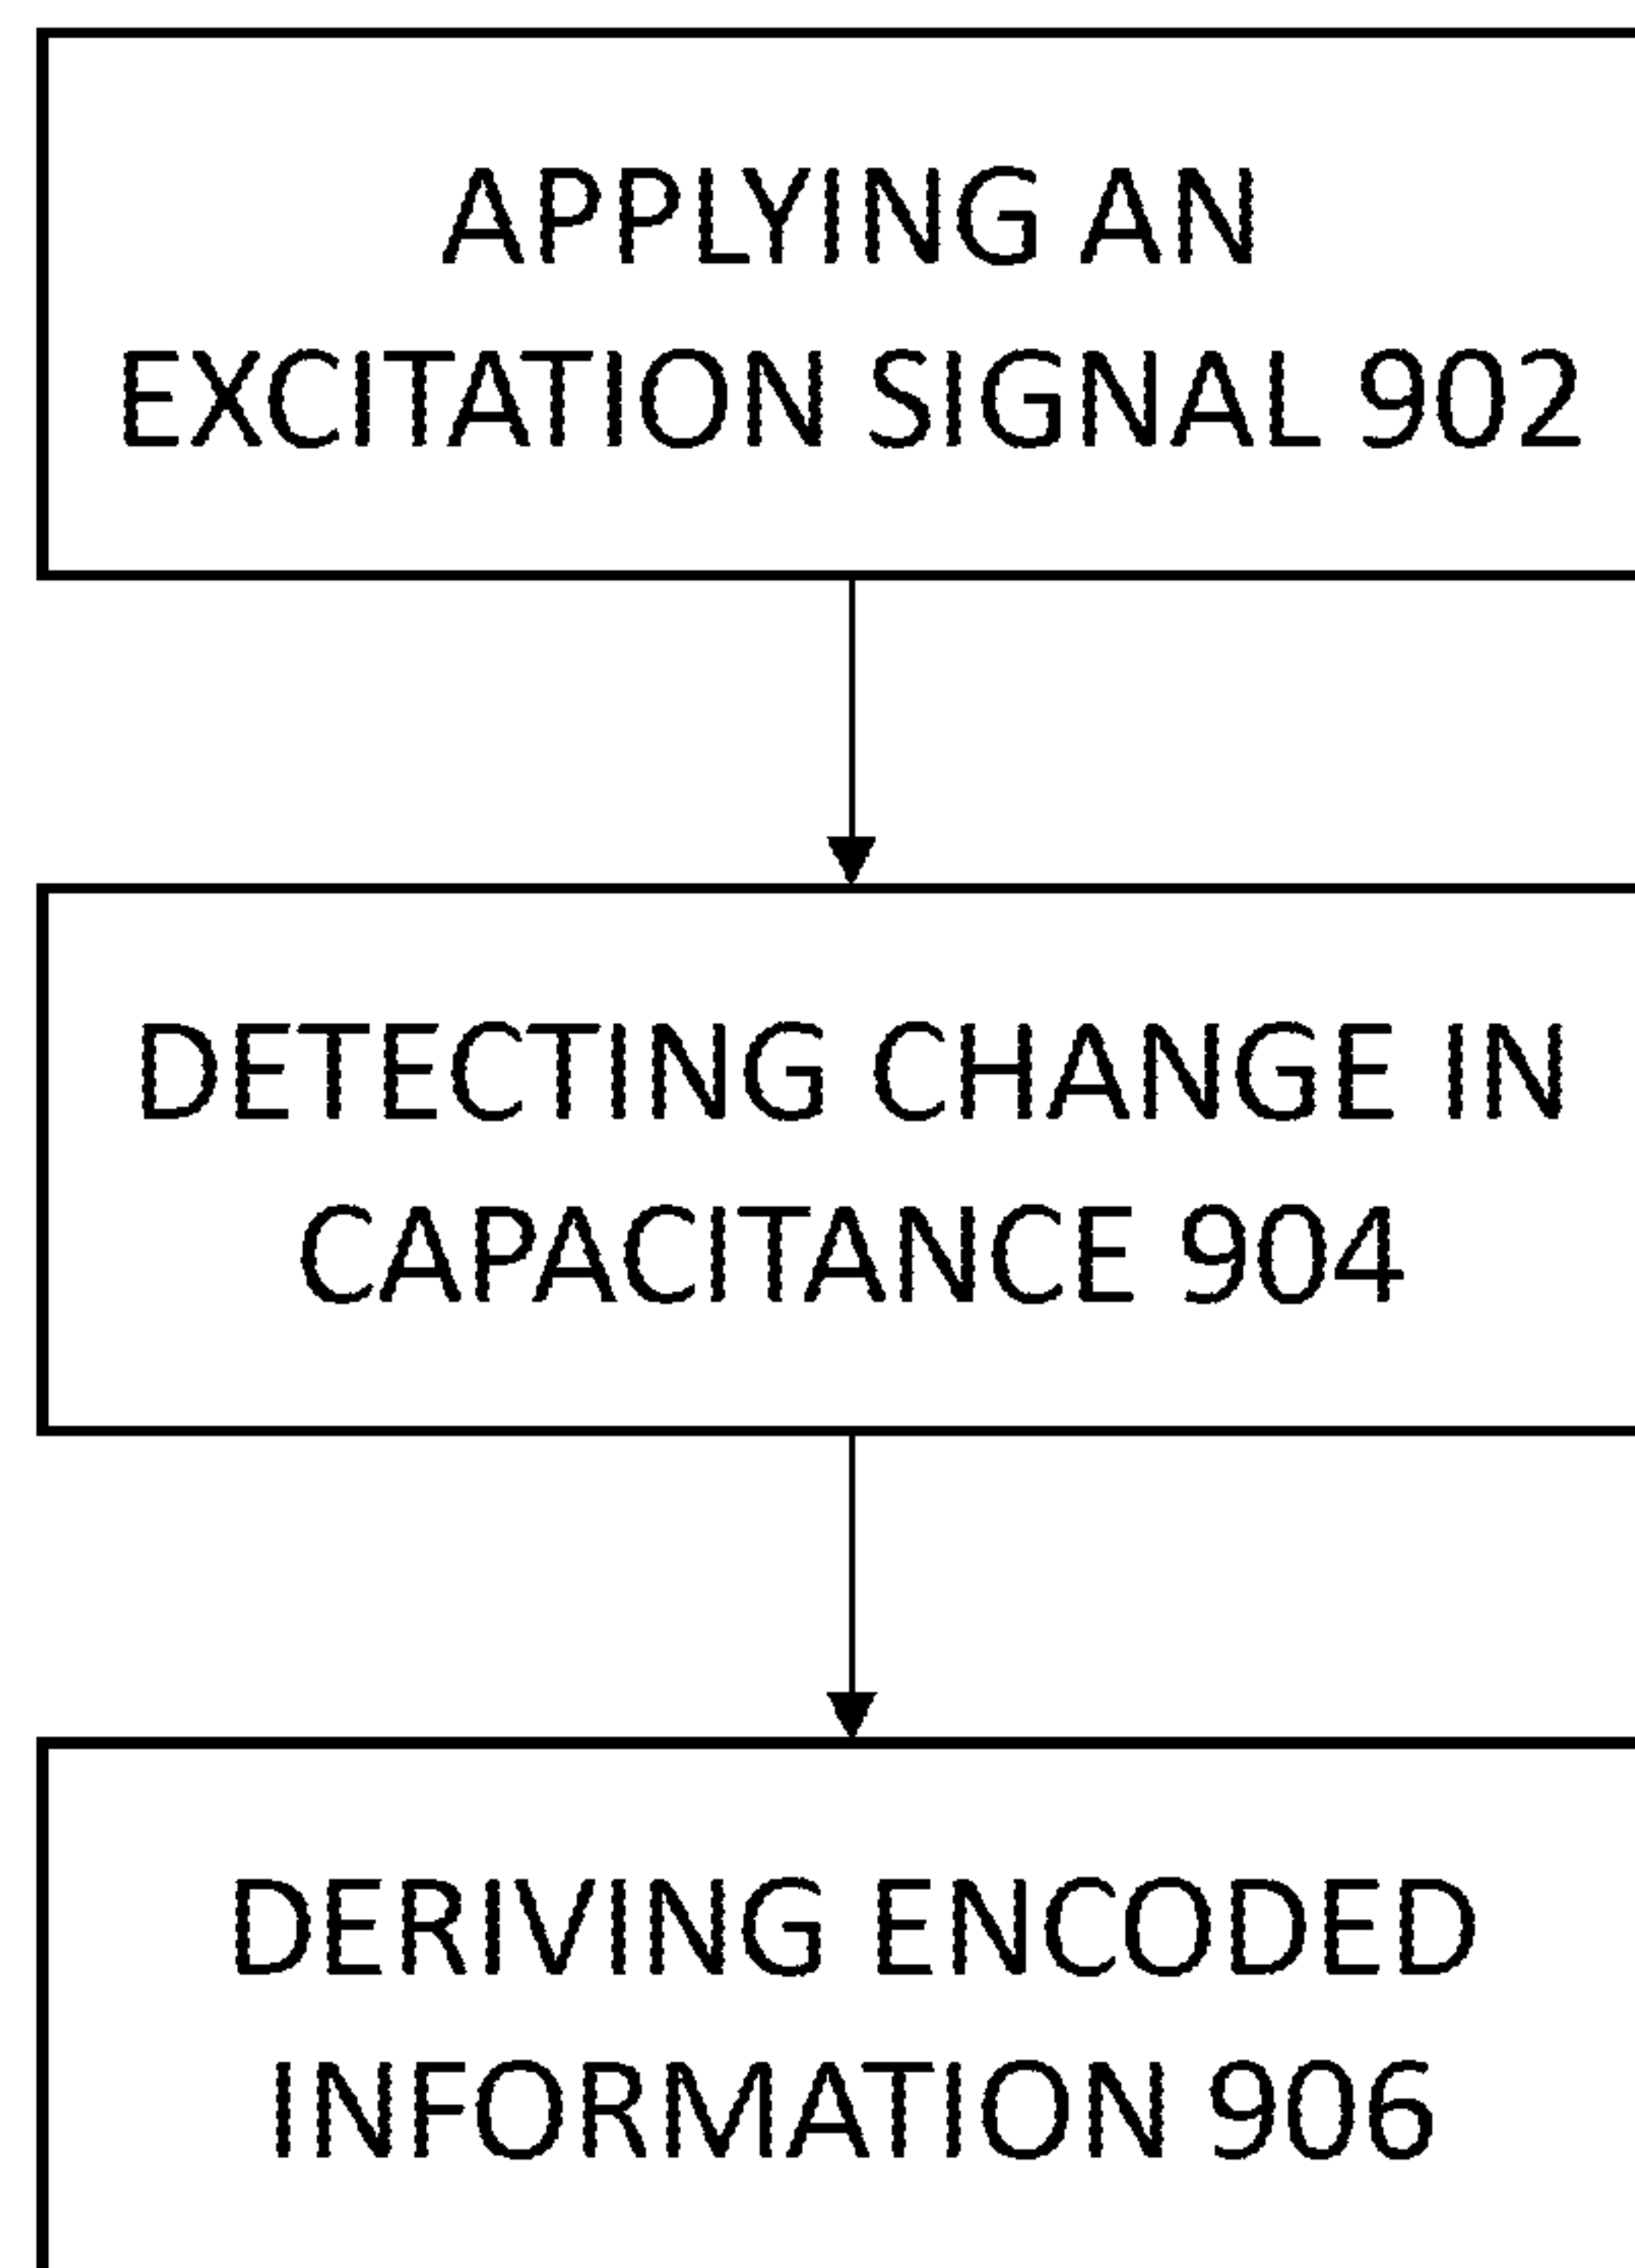 APPLYING AN
EXCITATION SIGNAL 902
DETECTING CHANGE IN
CAPACITANCE 904
DERIVING ENCODED
INFORMATION 906